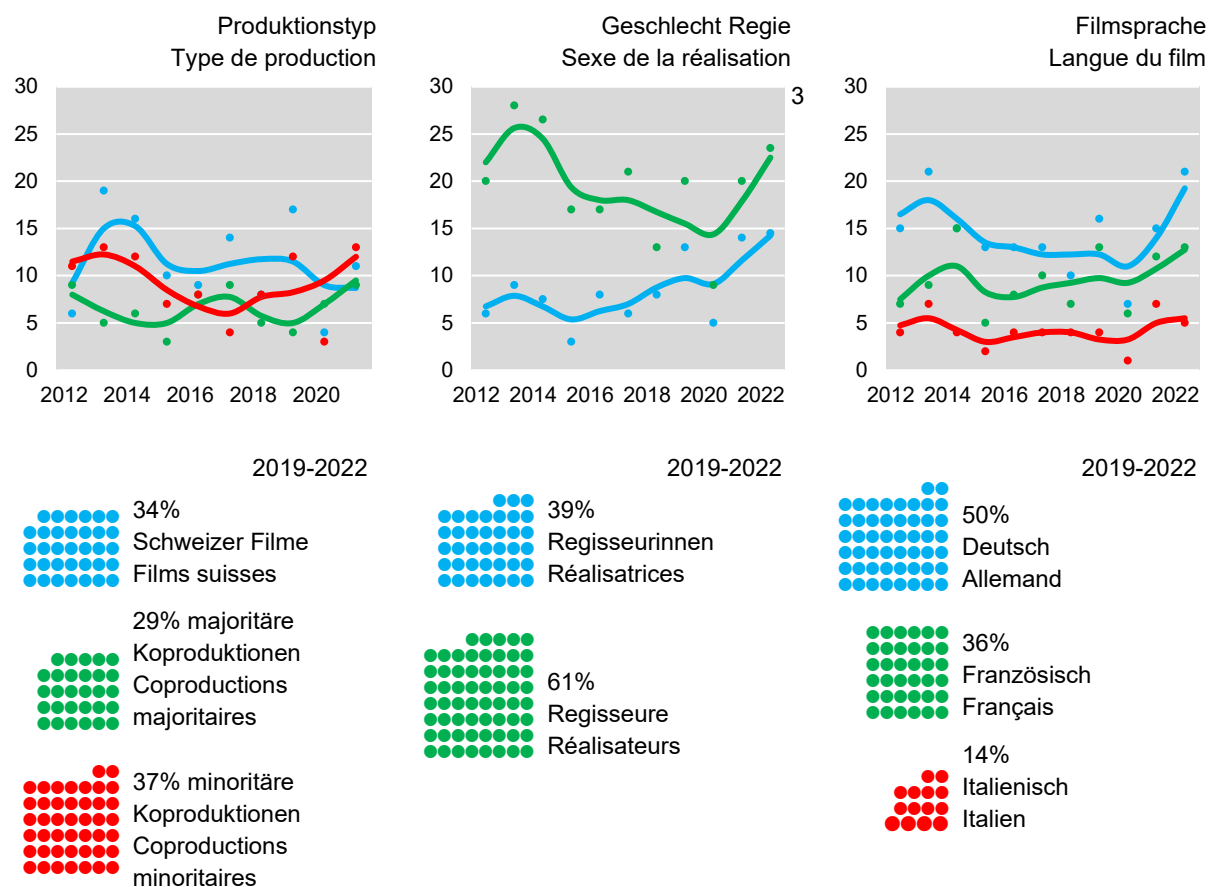 Produktionstyp
Type de production
30
25
20
15
10
5
0
2012 2014 2016 2018 2020
Geschlecht Regie
Sexe de la réalisation
30
25
20
15
10
5
0
2012 2014 2016 2018 2020 2022
3
Filmsprache
Langue du film
30
25
20
15
10
5
0
2012 2014 2016 2018 2020 2022
2019-2022
34%
Schweizer Filme
Films suisses
29% majoritäre
Koproduktionen
Coproductions
majoritaires
37% minoritäre
Koproduktionen
Coproductions
minoritaires
2019-2022
39%
Regisseurinnen
Réalisatrices
61%
Regisseure
Réalisateurs
2019-2022
50%
Deutsch
Allemand
36%
Französisch
Français
14%
Italienisch
Italien